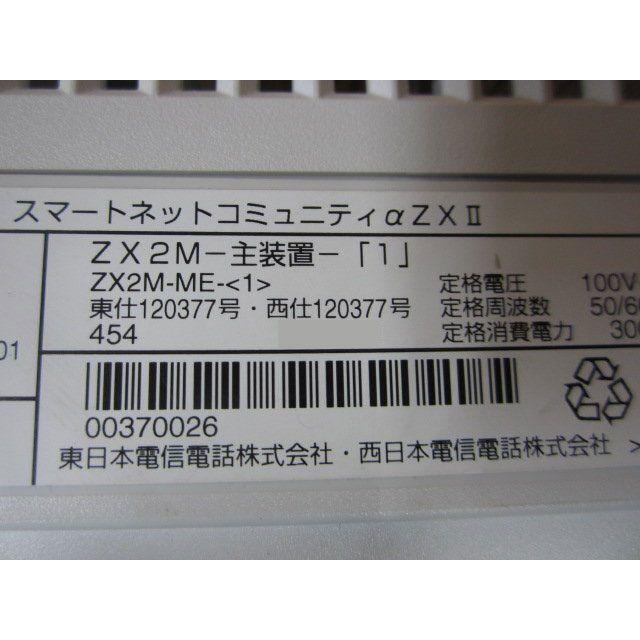 スマートネットコミュニティαZXⅡ
ZX2M－主装置－「1」
ZX2M-ME-<1>
定格電圧 100V
東仕120377号・西仕120377号
定格周波数 50/60
01
454
定格消費電力 30
00370026
東日本電信電話株式会社・西日本電信電話株式会社 >